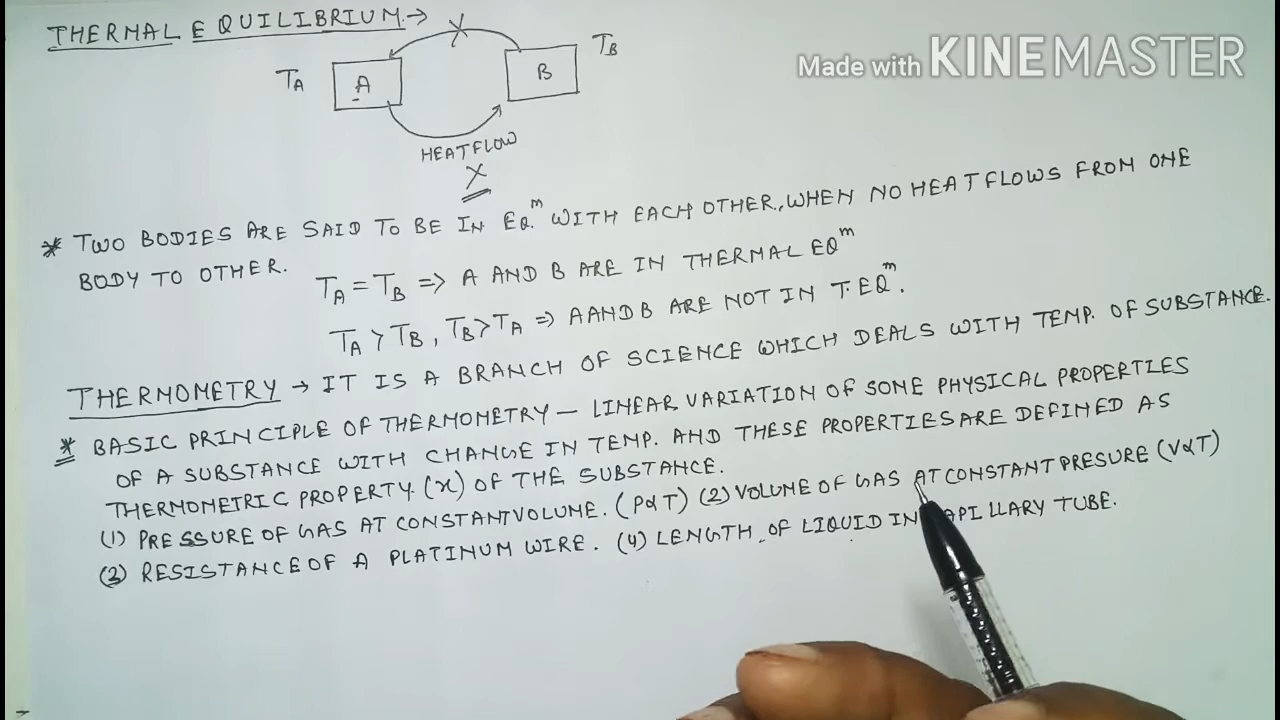 THERMAL EQUILIBRIUM →
Made with KINEMASTER
T_A A B T_B
HEAT FLOW
X
* TWO BODIES ARE SAID TO BE IN EQ.ᵐ WITH EACH OTHER, WHEN NO HEAT FLOWS FROM ONE
BODY TO OTHER.
T_A = T_B => A AND B ARE IN THERMAL EQᵐ
T_A > T_B, T_B > T_A => A AND B ARE NOT IN T.EQᵐ.
THERMOMETRY → IT IS A BRANCH OF SCIENCE WHICH DEALS WITH TEMP. OF SUBSTANCE.
* BASIC PRINCIPLE OF THERMOMETRY — LINEAR VARIATION OF SOME PHYSICAL PROPERTIES
OF A SUBSTANCE WITH CHANGE IN TEMP. AND THESE PROPERTIES ARE DEFINED AS
THERMOMETRIC PROPERTY (x) OF THE SUBSTANCE.
(1) PRESSURE OF GAS AT CONSTANT VOLUME. (P∝T) (2) VOLUME OF GAS AT CONSTANT PRESURE (V∝T)
(3) RESISTANCE OF A PLATINUM WIRE. (4) LENGTH OF LIQUID IN CAPILLARY TUBE.